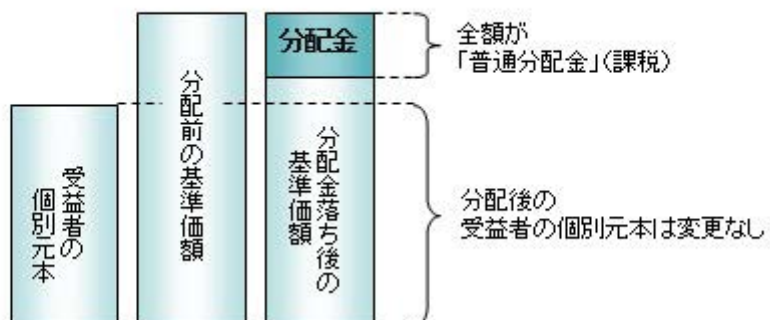 受益者の
個別元本
分配前の基準価額
分配金
分配金落ち後の
基準価額
全額が
「普通分配金」(課税)
分配後の
受益者の個別元本は変更なし